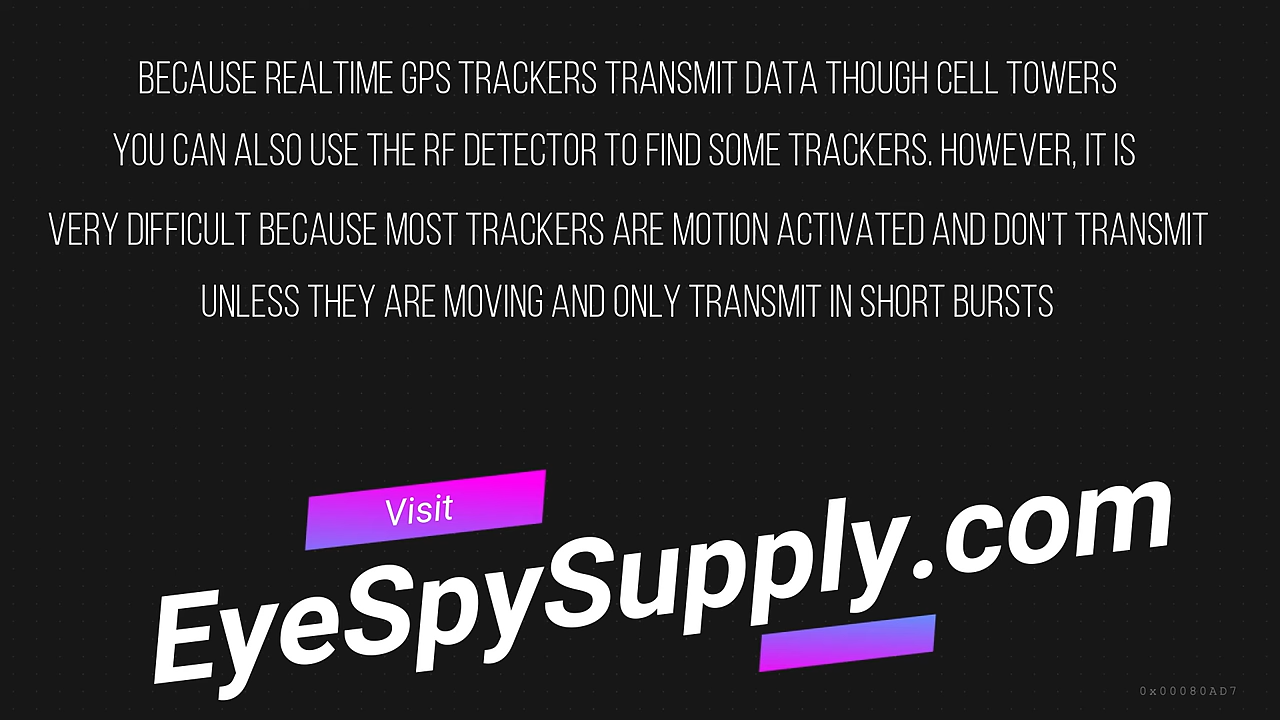 BECAUSE REALTIME GPS TRACKERS TRANSMIT DATA THOUGH CELL TOWERS
YOU CAN ALSO USE THE RF DETECTOR TO FIND SOME TRACKERS. HOWEVER, IT IS
VERY DIFFICULT BECAUSE MOST TRACKERS ARE MOTION ACTIVATED AND DON'T TRANSMIT
UNLESS THEY ARE MOVING AND ONLY TRANSMIT IN SHORT BURSTS
Visit
EyeSpySupply.com
0x00080AD7